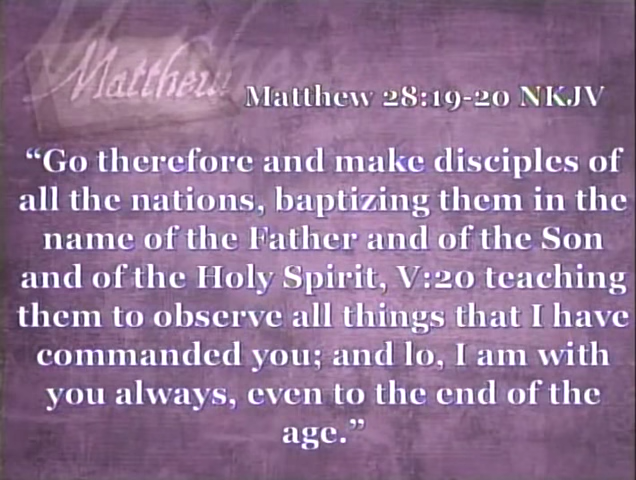 Matthew
Matthew 28:19-20 NKJV
“Go therefore and make disciples of
all the nations, baptizing them in the
name of the Father and of the Son
and of the Holy Spirit, V:20 teaching
them to observe all things that I have
commanded you; and lo, I am with
you always, even to the end of the
age.”